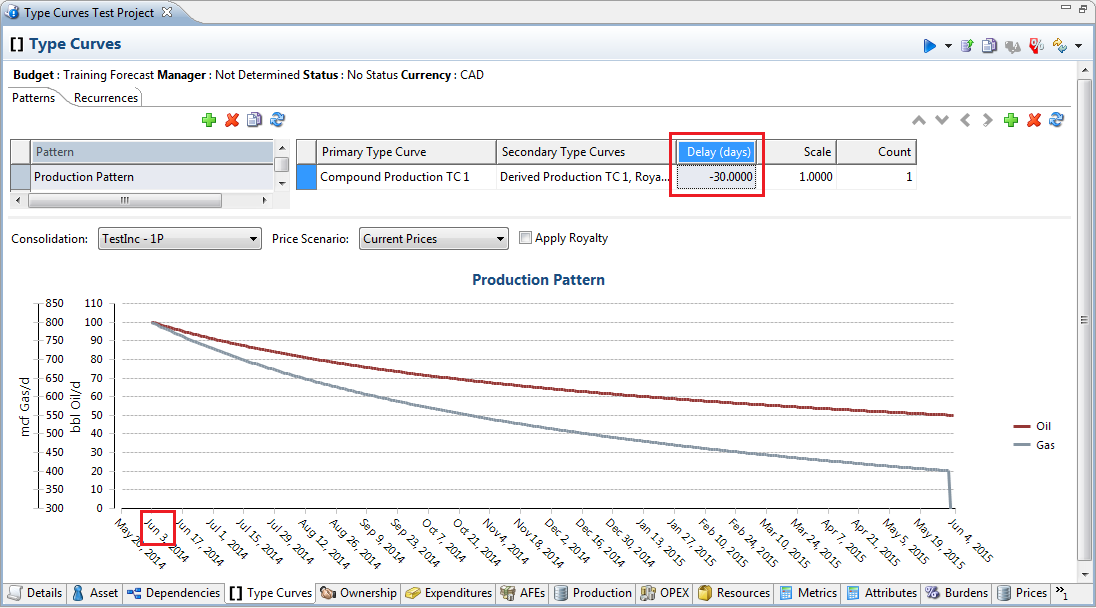 Type Curves Test Project
[] Type Curves
Budget : Training Forecast Manager : Not Determined Status : No Status Currency : CAD
Patterns Recurrences
Pattern
Production Pattern
Primary Type Curve Secondary Type Curves Delay (days) Scale Count
Compound Production TC 1 Derived Production TC 1, Roya... -30.0000 1.0000 1
Consolidation: TestInc - 1P Price Scenario: Current Prices Apply Royalty
Production Pattern
mcf Gas/d
850
800
750
700
650
600
550
500
450
400
350
300
bbl Oil/d
110
100
90
80
70
60
50
40
30
20
10
0
May 20, 2014
Jun 3, 2014
Jun 17, 2014
Jul 1, 2014
Jul 15, 2014
Jul 29, 2014
Aug 12, 2014
Aug 26, 2014
Sep 9, 2014
Sep 23, 2014
Oct 7, 2014
Oct 21, 2014
Nov 4, 2014
Nov 18, 2014
Dec 2, 2014
Dec 16, 2014
Dec 30, 2014
Jan 13, 2015
Jan 27, 2015
Feb 10, 2015
Feb 24, 2015
Mar 10, 2015
Mar 24, 2015
Apr 7, 2015
Apr 21, 2015
May 5, 2015
May 19, 2015
Jun 4, 2015
Oil
Gas
Details Asset Dependencies [] Type Curves Ownership Expenditures AFEs Production OPEX Resources Metrics Attributes Burdens Prices »1